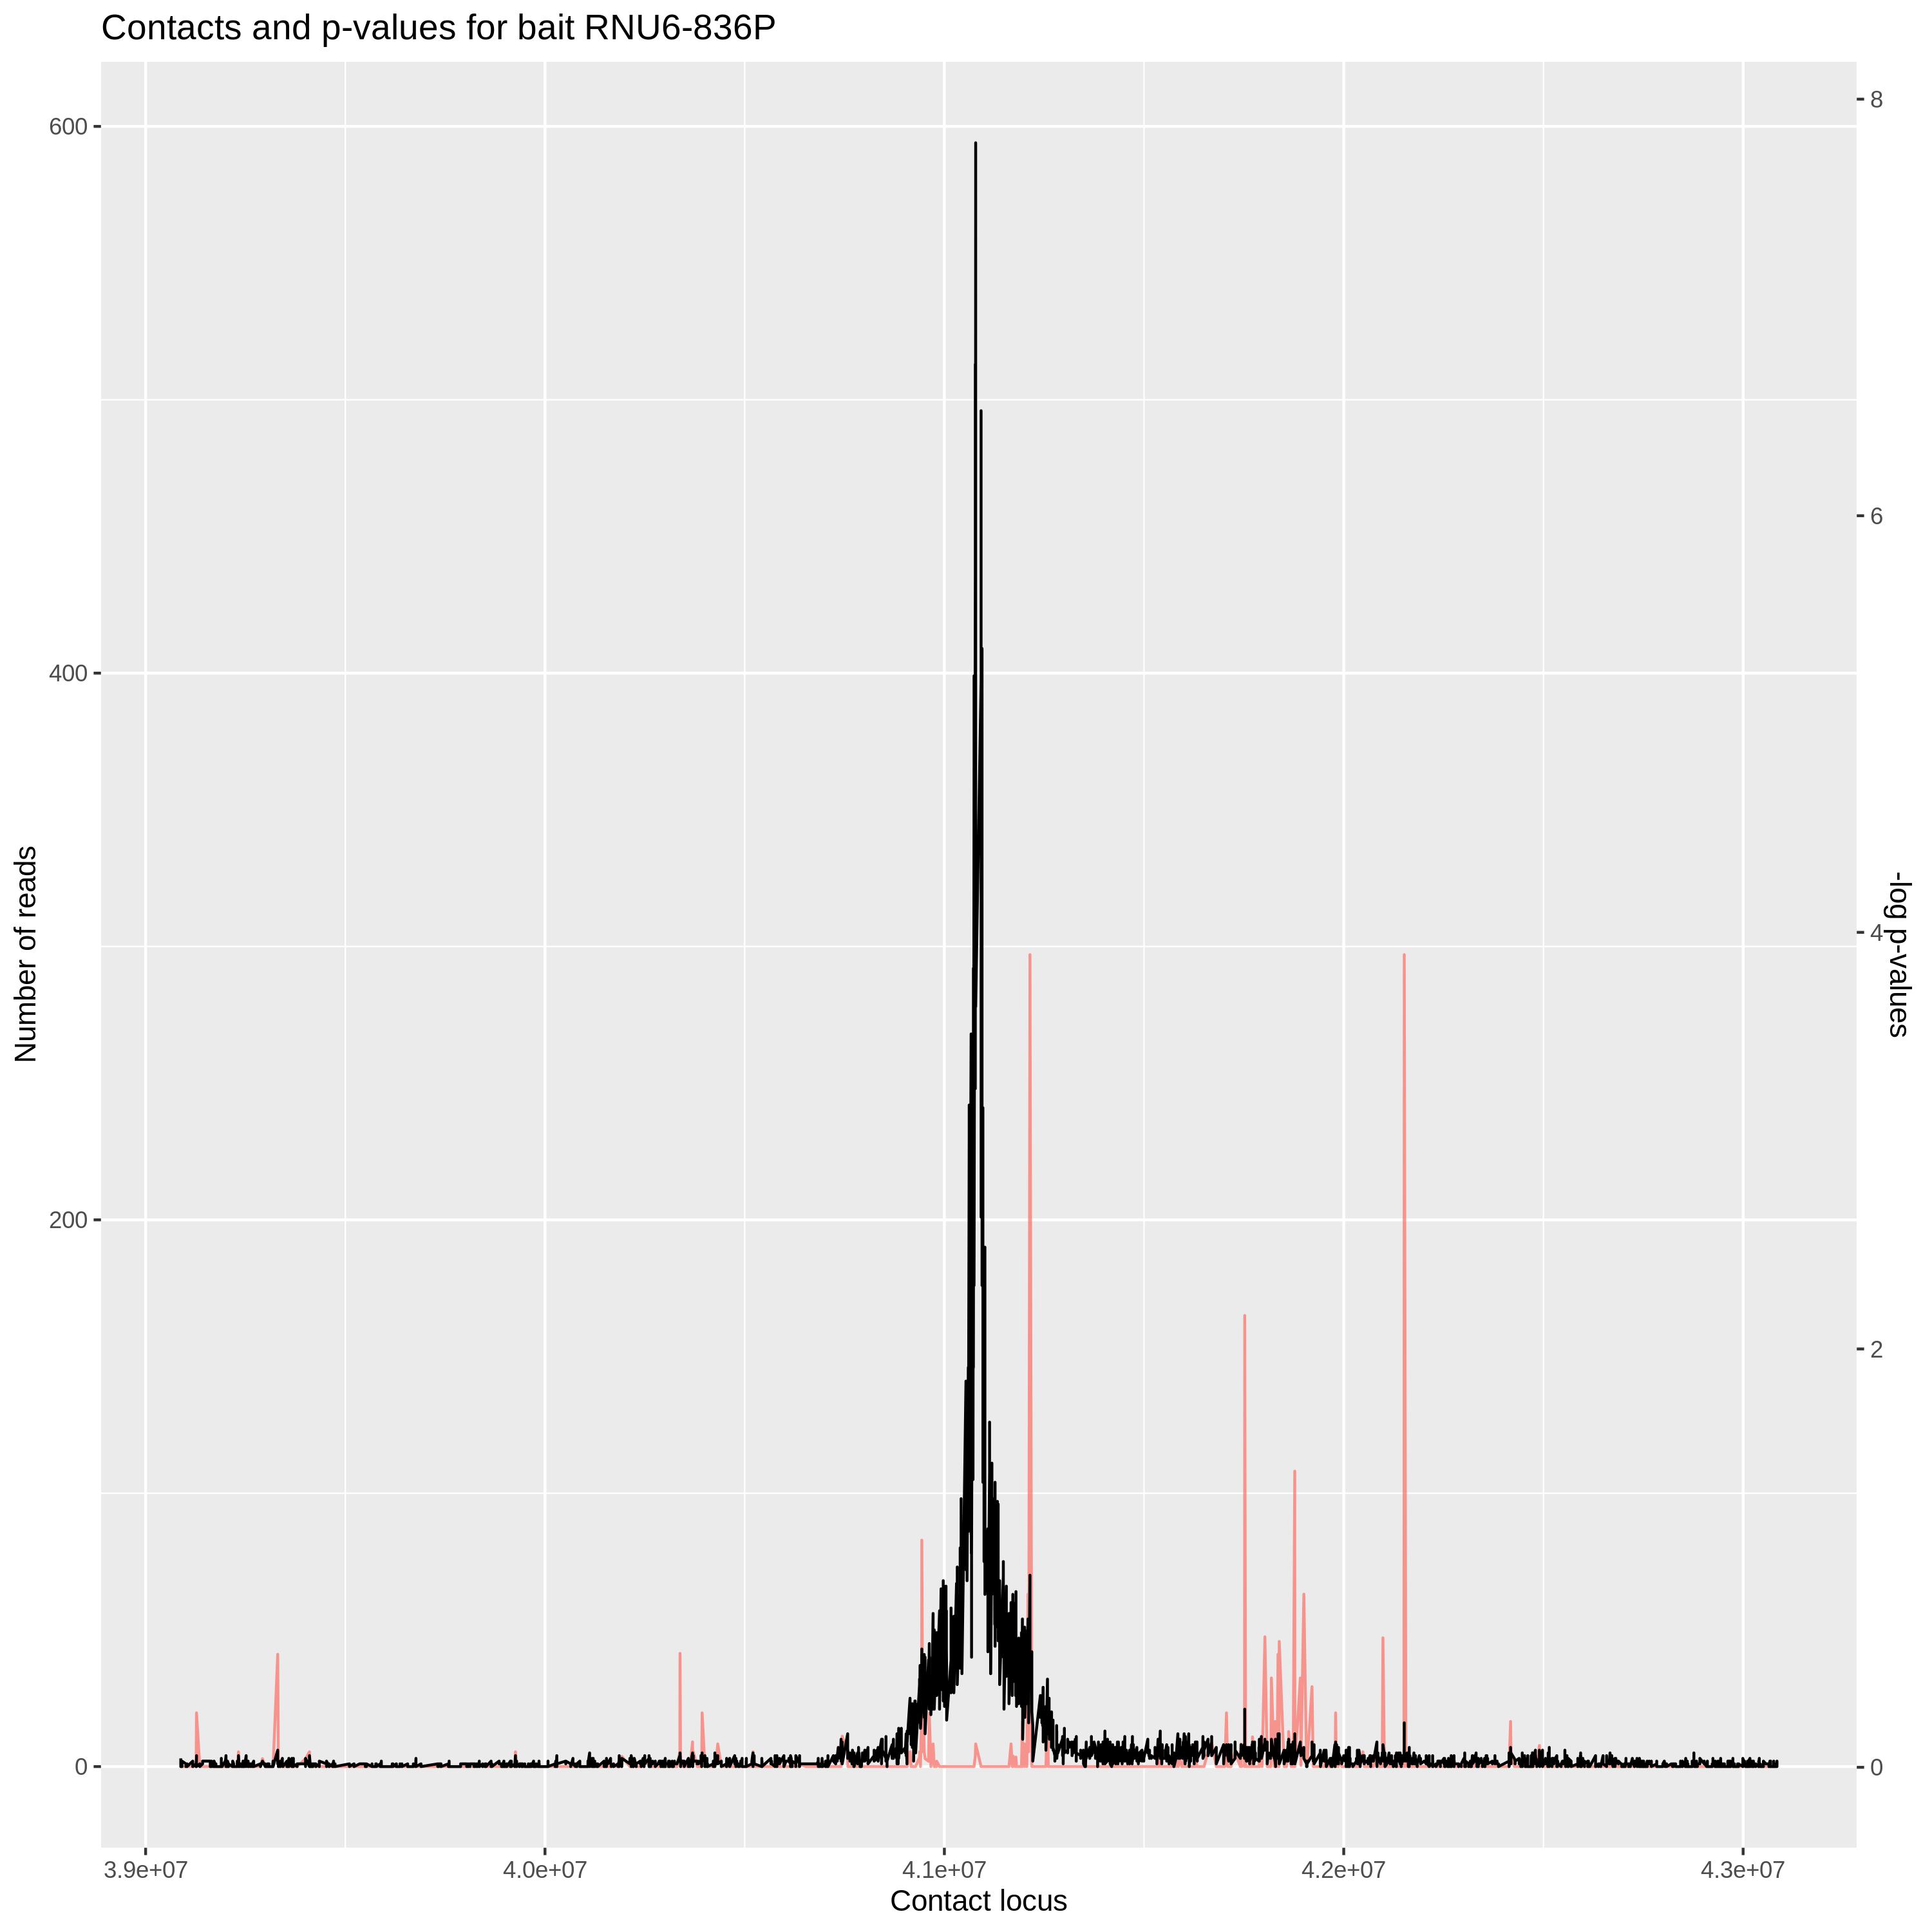 Contacts and p-values for bait RNU6-836P
600
400
200
0
Number of reads
8
6
4
2
0
-log p-values
3.9e+07
4.0e+07
4.1e+07
4.2e+07
4.3e+07
Contact locus